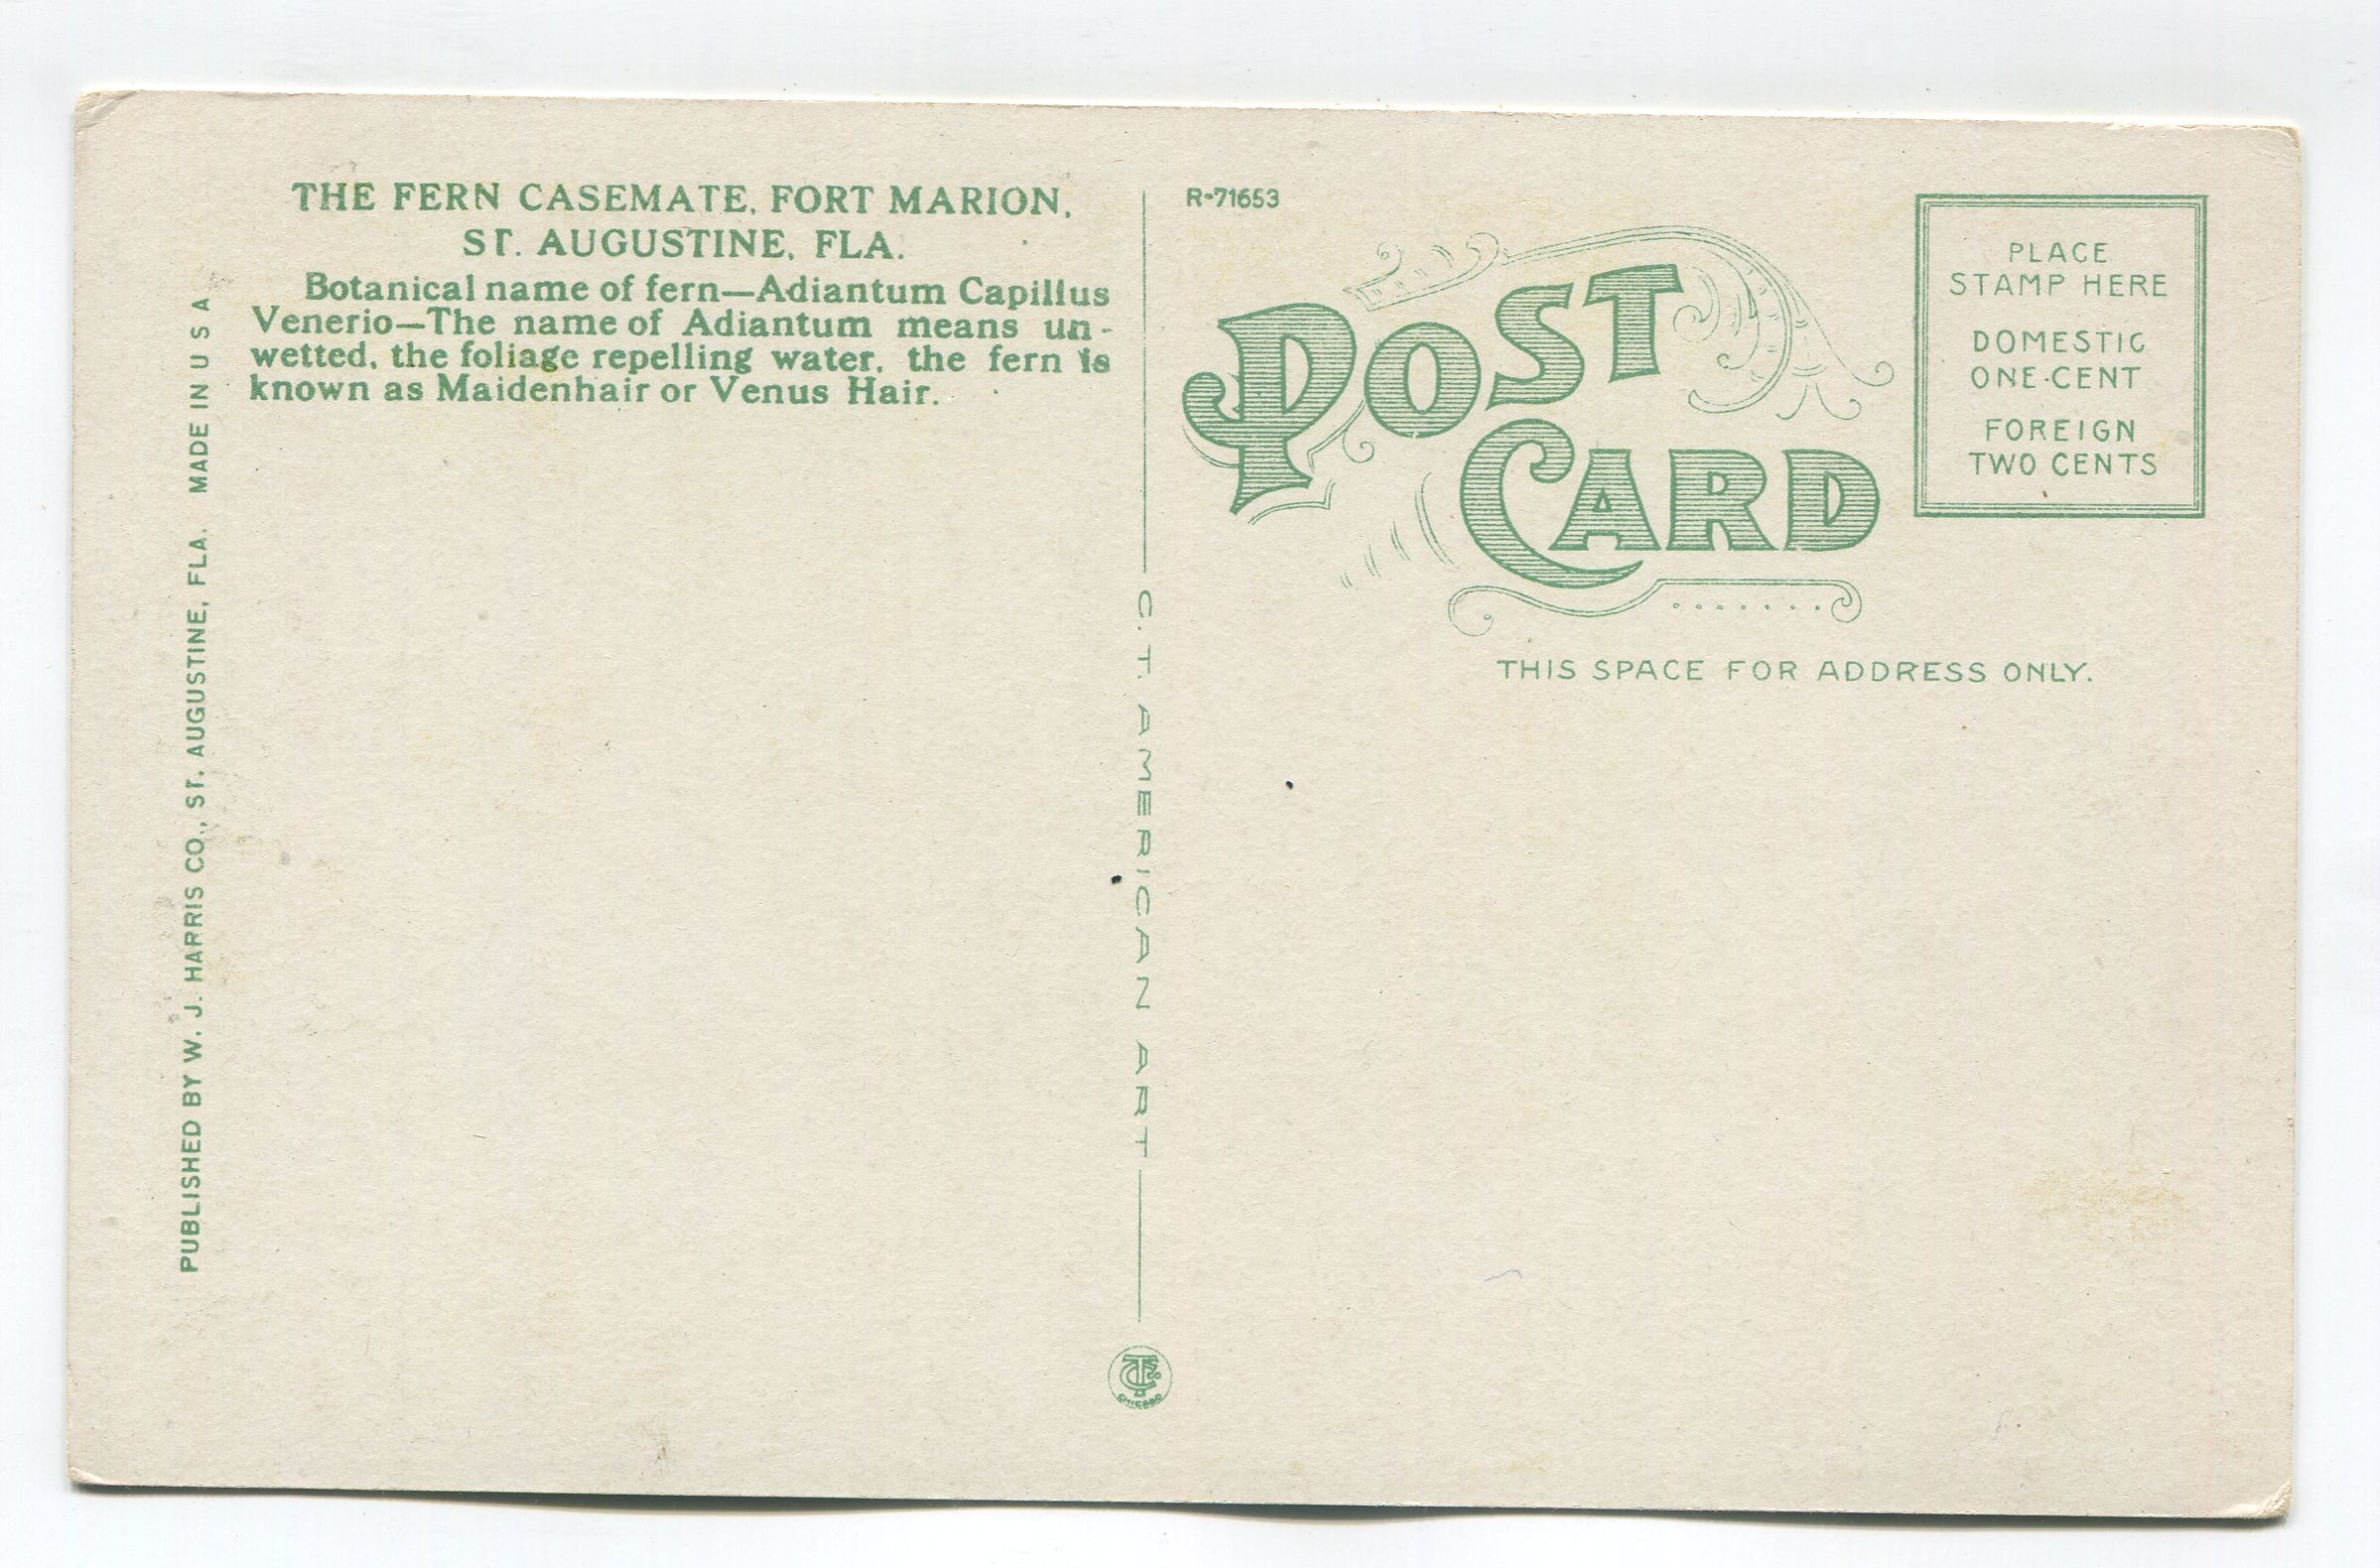 THE FERN CASEMATE, FORT MARION,
ST. AUGUSTINE, FLA.
Botanical name of fern—Adiantum Capillus
Venerio—The name of Adiantum means un-
wetted, the foliage repelling water, the fern is
known as Maidenhair or Venus Hair.
PUBLISHED BY W. J. HARRIS CO., ST. AUGUSTINE, FLA. MADE IN U S A
C. T. AMERICAN ART
CHICAGO
R-71653
POST
CARD
PLACE
STAMP HERE
DOMESTIC
ONE-CENT
FOREIGN
TWO CENTS
THIS SPACE FOR ADDRESS ONLY.